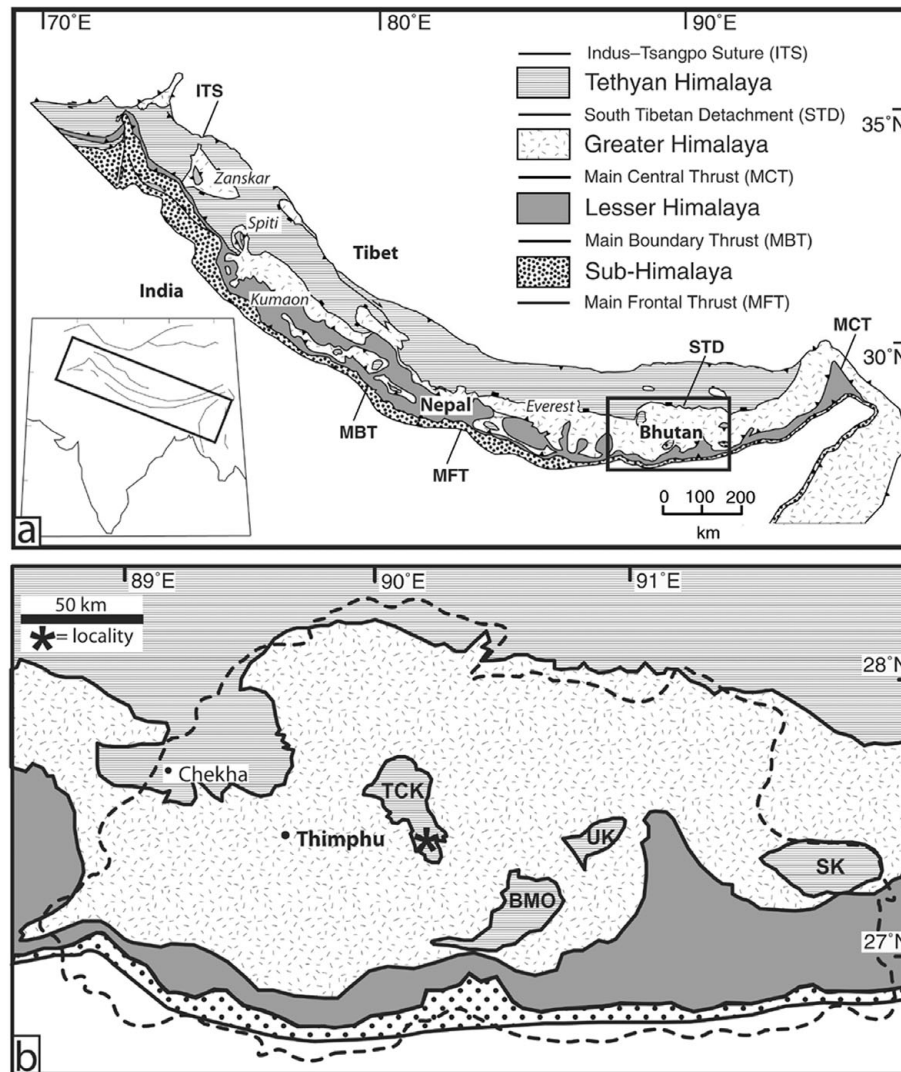 70˚E
80˚E
90˚E
Indus–Tsangpo Suture (ITS)
Tethyan Himalaya
South Tibetan Detachment (STD)
35˚N
Greater Himalaya
Main Central Thrust (MCT)
Lesser Himalaya
Main Boundary Thrust (MBT)
Sub-Himalaya
Main Frontal Thrust (MFT)
ITS
Zanskar
Spiti
Tibet
India
Kumaon
30˚N
MCT
STD
Nepal
Everest
Bhutan
MBT
MFT
0 100 200
km
a
89˚E
90˚E
91˚E
50 km
*= locality
28˚N
Chekha
TCK
Thimphu
UK
SK
BMO
27˚N
b